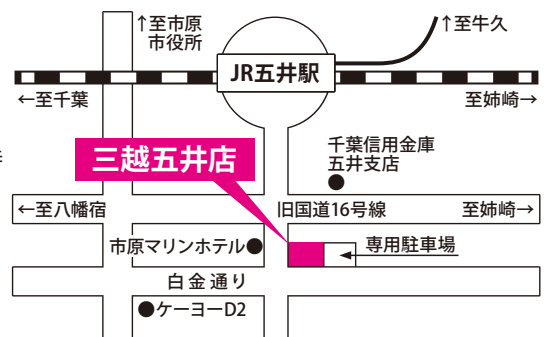 ↑至市原
市役所
↑至牛久
JR五井駅
←至千葉
至姉崎→
千葉信用金庫
五井支店
三越五井店
←至八幡宿
旧国道16号線
至姉崎→
市原マリンホテル
専用駐車場
白金通り
ケーヨーD2